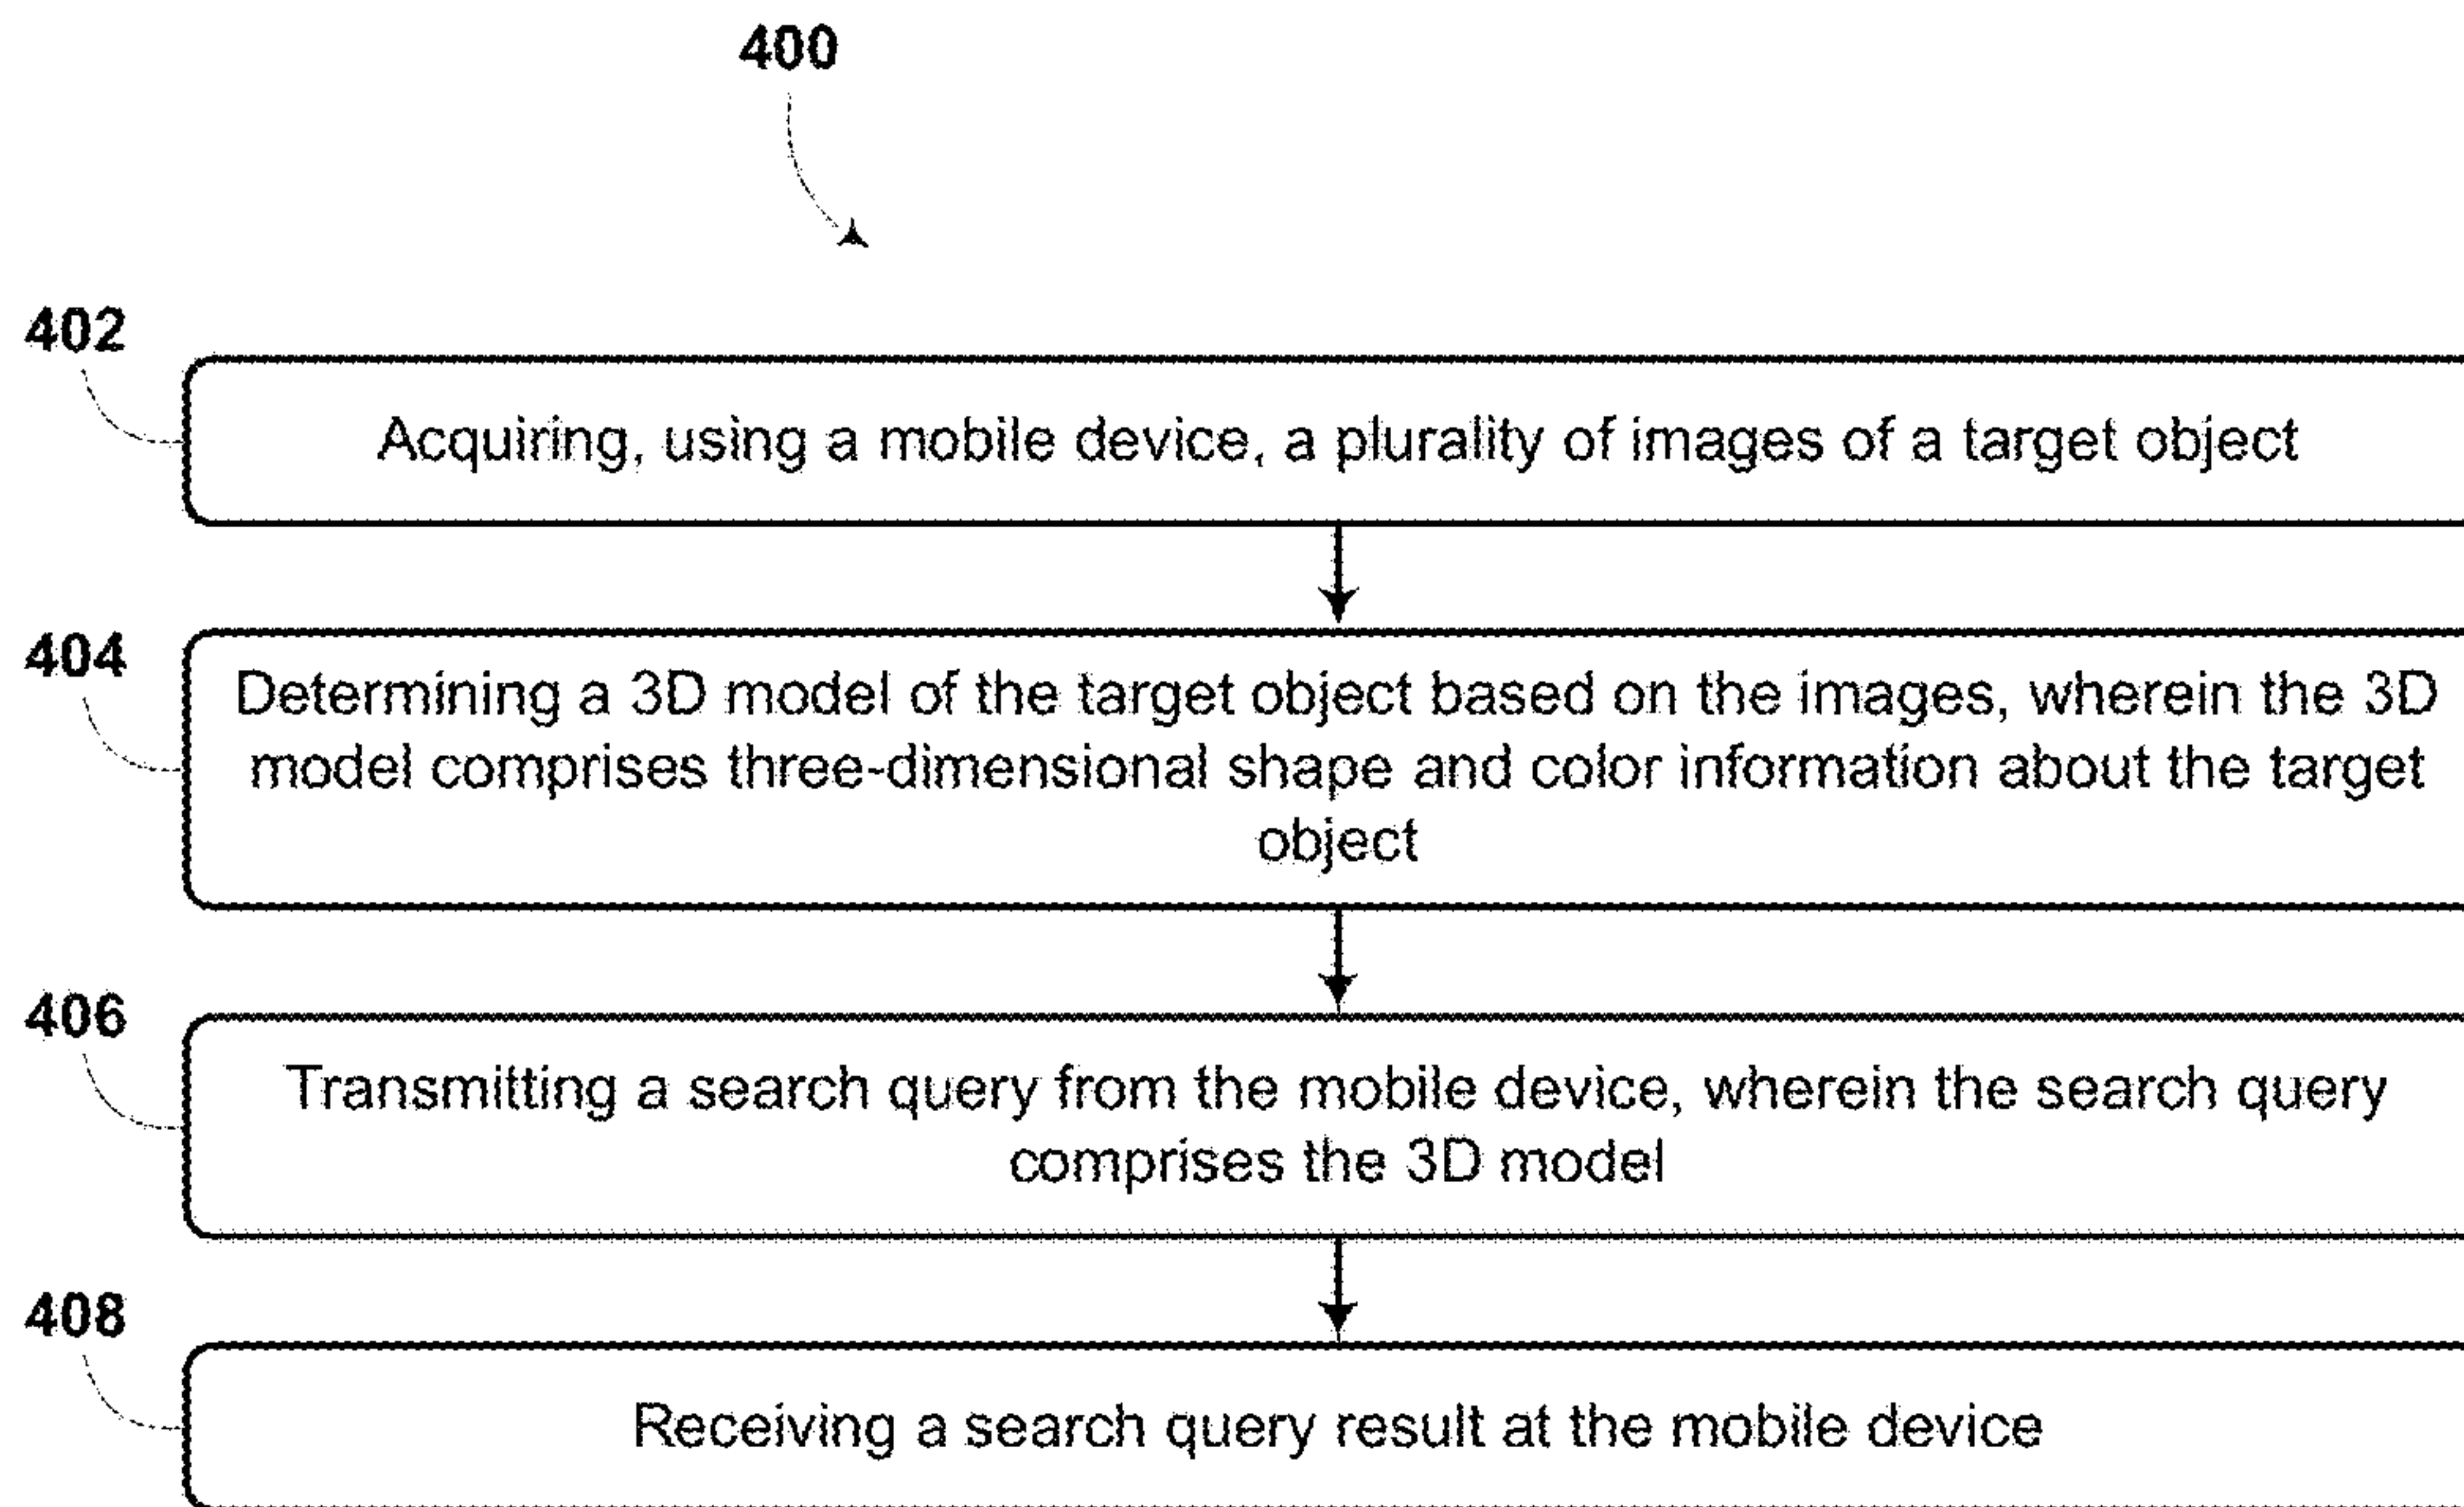 400
402
Acquiring, using a mobile device, a plurality of images of a target object
404
Determining a 3D model of the target object based on the images, wherein the 3D
model comprises three-dimensional shape and color information about the target
object
406
Transmitting a search query from the mobile device, wherein the search query
comprises the 3D model
408
Receiving a search query result at the mobile device